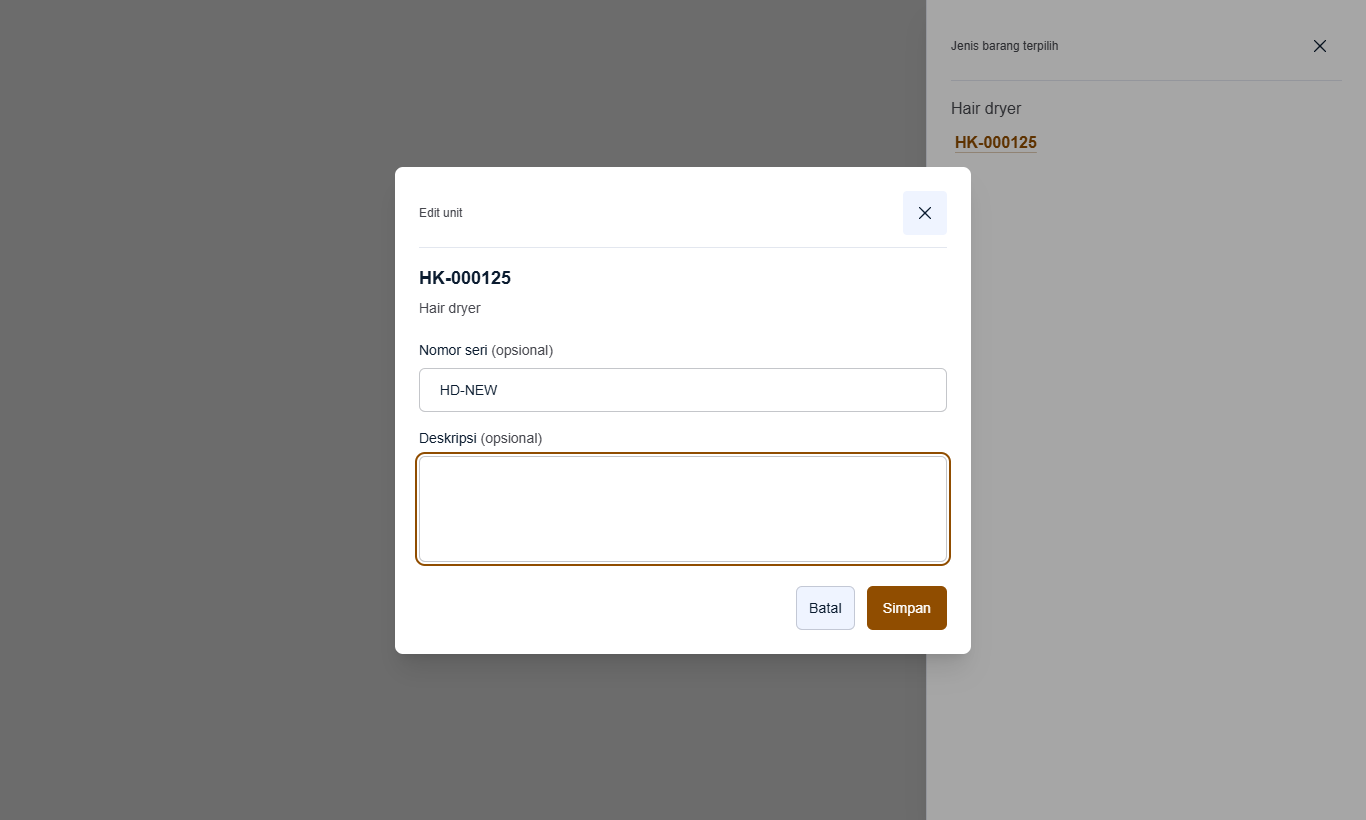 Jenis barang terpilih
Hair dryer
HK-000125
Edit unit
HK-000125
Hair dryer
Nomor seri (opsional)
HD-NEW
Deskripsi (opsional)
Batal
Simpan